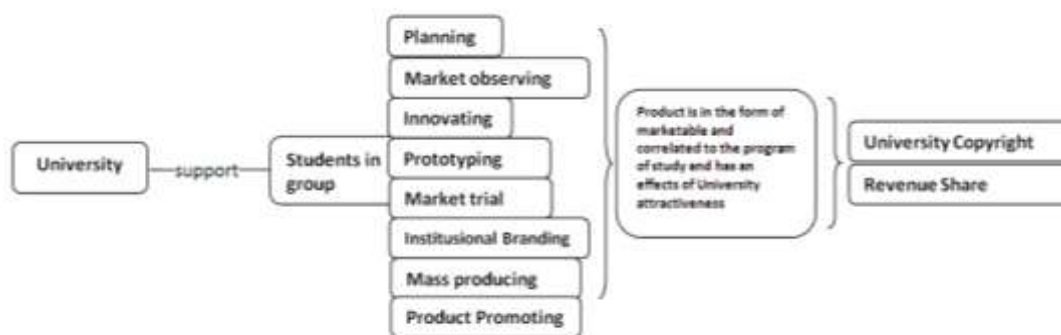 University
support
Students in
group
Planning
Market observing
Innovating
Prototyping
Market trial
Institusional Branding
Mass producing
Product Promoting
Product is in the form of
marketable and
correlated to the program
of study and has an
effects of University
attractiveness
University Copyright
Revenue Share